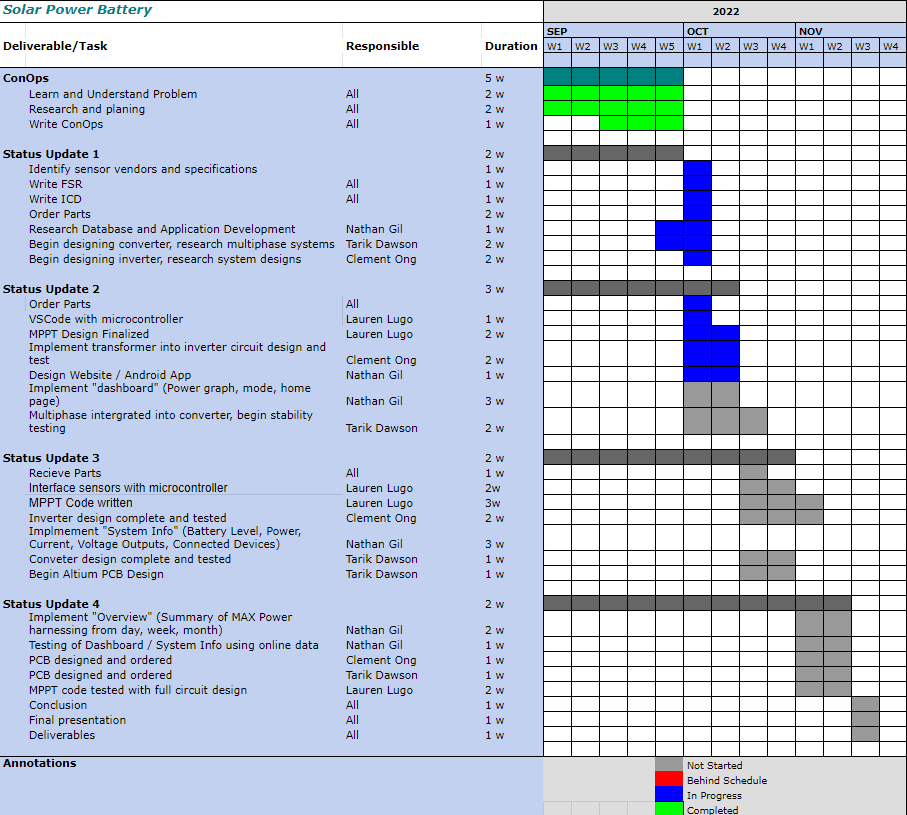 Solar Power Battery
2022
SEP OCT NOV
Deliverable/Task Responsible Duration W1 W2 W3 W4 W5 W1 W2 W3 W4 W1 W2 W3 W4
ConOps 5 w
Learn and Understand Problem All 2 w
Research and planing All 2 w
Write ConOps All 1 w
Status Update 1 2 w
Identify sensor vendors and specifications 1 w
Write FSR All 1 w
Write ICD All 1 w
Order Parts 2 w
Research Database and Application Development Nathan Gil 1 w
Begin designing converter, research multiphase systems Tarik Dawson 2 w
Begin designing inverter, research system designs Clement Ong 2 w
Status Update 2 3 w
Order Parts All
VSCode with microcontroller Lauren Lugo 1 w
MPPT Design Finalized Lauren Lugo 2 w
Implement transformer into inverter circuit design and
test Clement Ong 2 w
Design Website / Android App Nathan Gil 1 w
Implement "dashboard" (Power graph, mode, home
page) Nathan Gil 3 w
Multiphase intergrated into converter, begin stability
testing Tarik Dawson 2 w
Status Update 3 2 w
Recieve Parts All 1 w
Interface sensors with microcontroller Lauren Lugo 2w
MPPT Code written Lauren Lugo 3w
Inverter design complete and tested Clement Ong 2 w
Implmement "System Info" (Battery Level, Power,
Current, Voltage Outputs, Connected Devices) Nathan Gil 3 w
Conveter design complete and tested Tarik Dawson 1 w
Begin Altium PCB Design Tarik Dawson 1 w
Status Update 4 2 w
Implement "Overview" (Summary of MAX Power
harnessing from day, week, month) Nathan Gil 2 w
Testing of Dashboard / System Info using online data Nathan Gil 1 w
PCB designed and ordered Clement Ong 1 w
PCB designed and ordered Tarik Dawson 1 w
MPPT code tested with full circuit design Lauren Lugo 2 w
Conclusion All 1 w
Final presentation All 1 w
Deliverables All 1 w
Annotations
Not Started
Behind Schedule
In Progress
Completed